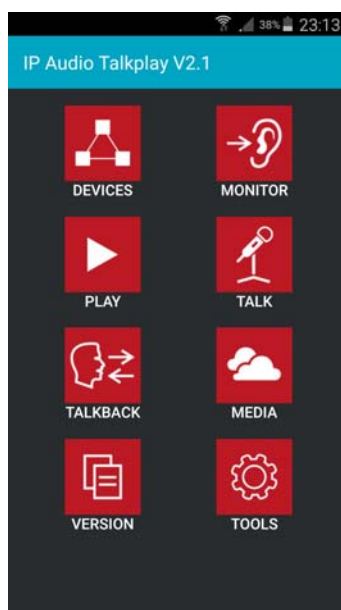 38% 23:13
IP Audio Talkplay V2.1
DEVICES MONITOR
PLAY TALK
TALKBACK MEDIA
VERSION TOOLS